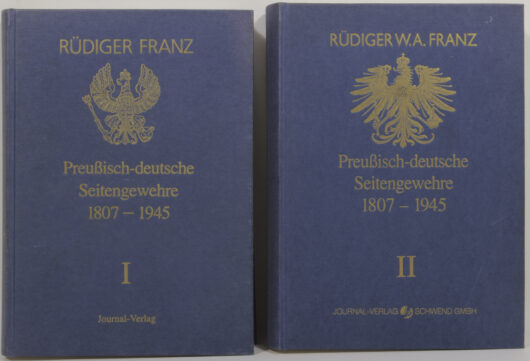 RÜDIGER FRANZ
Preußisch-deutsche
Seitengewehre
1807 – 1945
I
Journal-Verlag
RÜDIGER W. A. FRANZ
Preußisch-deutsche
Seitengewehre
1807 – 1945
II
JOURNAL-VERLAG SCHWEND GMBH